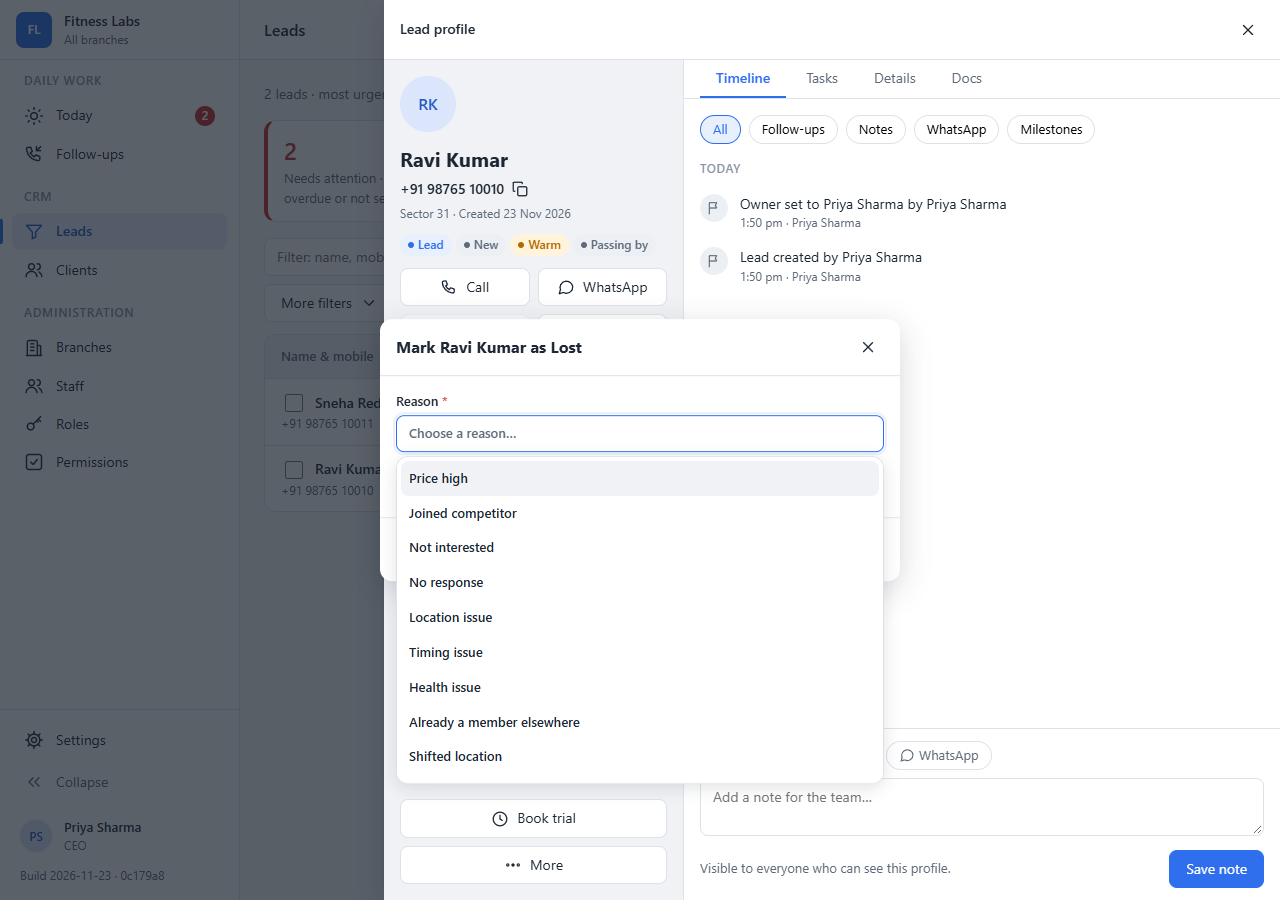 FL
Fitness Labs
All branches
DAILY WORK
Today
2
Follow-ups
CRM
Leads
Clients
ADMINISTRATION
Branches
Staff
Roles
Permissions
Settings
Collapse
PS
Priya Sharma
CEO
Build 2026-11-23 · 0c179a8
Leads
2 leads · most urge
2
Needs attention ·
overdue or not se
Filter: name, mob
More filters
Name & mobile
Sneha Red
+91 98765 10011
Ravi Kuma
+91 98765 10010
Lead profile
RK
Ravi Kumar
+91 98765 10010
Sector 31 · Created 23 Nov 2026
Lead
New
Warm
Passing by
Call
WhatsApp
Book trial
More
Timeline
Tasks
Details
Docs
All
Follow-ups
Notes
WhatsApp
Milestones
TODAY
Owner set to Priya Sharma by Priya Sharma
1:50 pm · Priya Sharma
Lead created by Priya Sharma
1:50 pm · Priya Sharma
Mark Ravi Kumar as Lost
Reason *
Choose a reason...
Price high
Joined competitor
Not interested
No response
Location issue
Timing issue
Health issue
Already a member elsewhere
Shifted location
WhatsApp
Add a note for the team...
Visible to everyone who can see this profile.
Save note